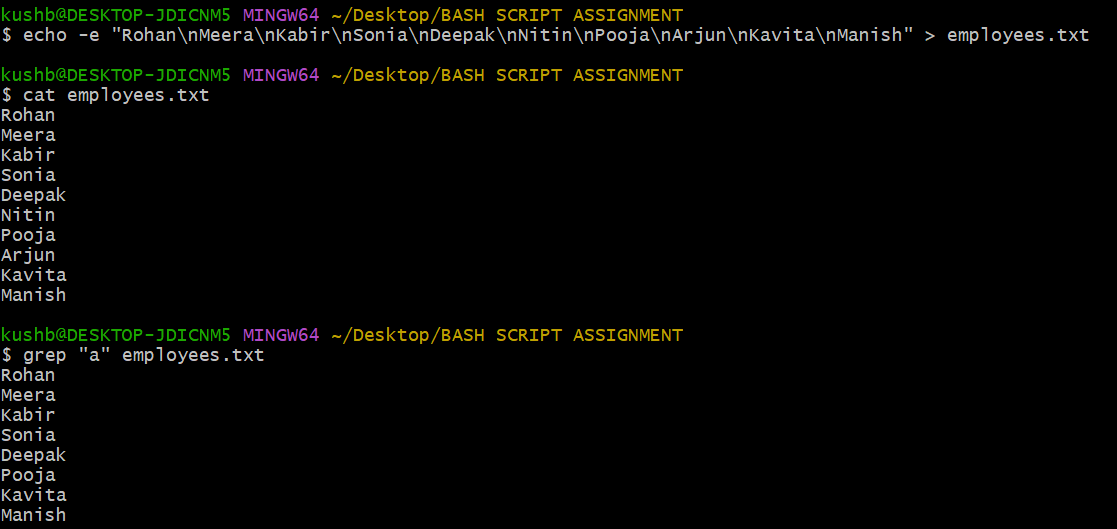 kushb@DESKTOP-JDICNM5 MINGW64 ~/Desktop/BASH SCRIPT ASSIGNMENT
$ echo -e "Rohan\nMeera\nKabir\nSonia\nDeepak\nNitin\nPooja\nArjun\nKavita\nManish" > employees.txt
kushb@DESKTOP-JDICNM5 MINGW64 ~/Desktop/BASH SCRIPT ASSIGNMENT
$ cat employees.txt
Rohan
Meera
Kabir
Sonia
Deepak
Nitin
Pooja
Arjun
Kavita
Manish
kushb@DESKTOP-JDICNM5 MINGW64 ~/Desktop/BASH SCRIPT ASSIGNMENT
$ grep "a" employees.txt
Rohan
Meera
Kabir
Sonia
Deepak
Pooja
Kavita
Manish